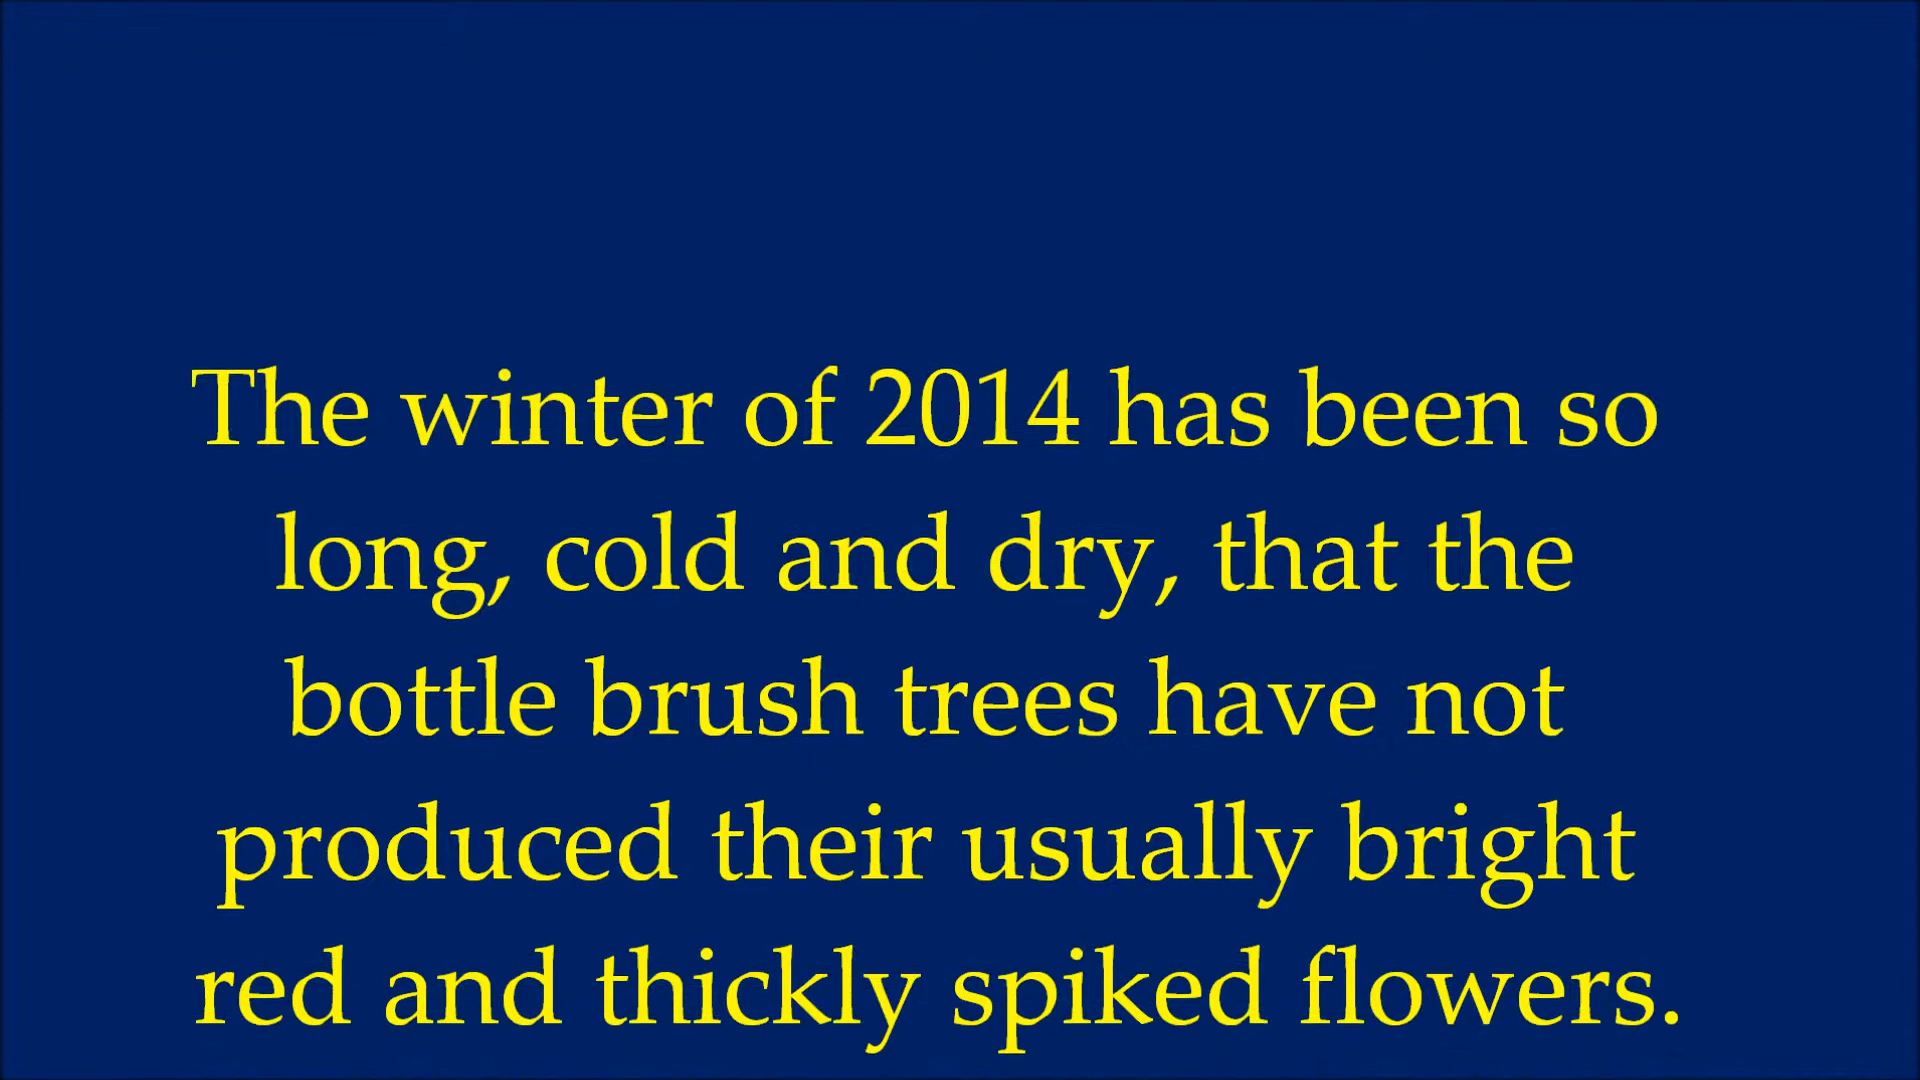 The winter of 2014 has been so
long, cold and dry, that the
bottle brush trees have not
produced their usually bright
red and thickly spiked flowers.